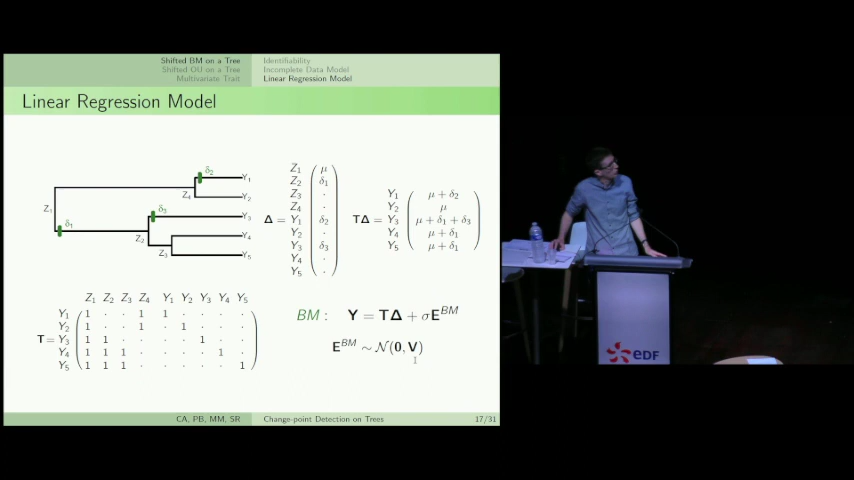 Shifted BM on a Tree
Shifted OU on a Tree
Multivariate Trait
Identifiability
Incomplete Data Model
Linear Regression Model
Linear Regression Model
Z1
Z4
Z2
Z3
δ1
δ2
δ3
Y1
Y2
Y3
Y4
Y5
Δ =
Z1 μ
Z2 δ1
Z3 ·
Z4 ·
Y1 δ2
Y2 ·
Y3 δ3
Y4 ·
Y5 ·
TΔ =
Y1 μ + δ2
Y2 μ
Y3 μ + δ1 + δ3
Y4 μ + δ1
Y5 μ + δ1
Z1 Z2 Z3 Z4 Y1 Y2 Y3 Y4 Y5
T =
Y1 1 · · 1 1 · · · ·
Y2 1 · · 1 · 1 · · ·
Y3 1 1 · · · · 1 · ·
Y4 1 1 1 · · · · 1 ·
Y5 1 1 1 · · · · · 1
BM : Y = TΔ + σE^BM
E^BM ∼ N(0, V)
CA, PB, MM, SR
Change-point Detection on Trees
17/31
eDF